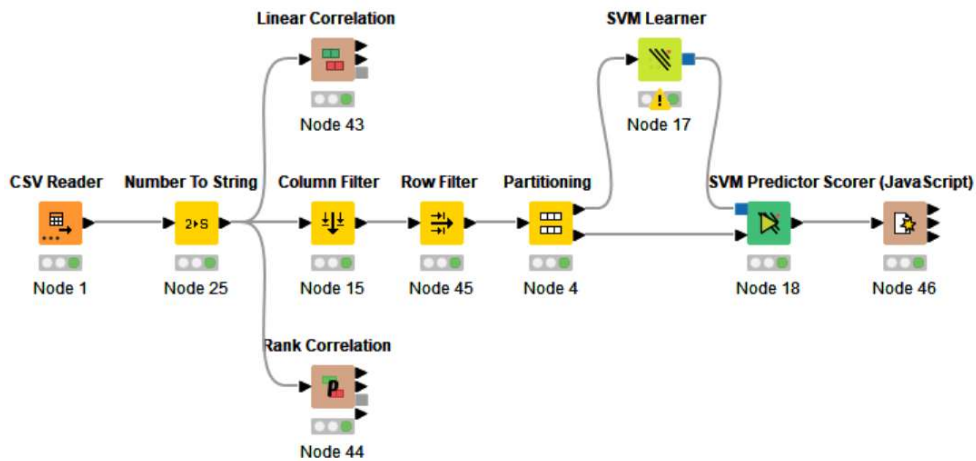 Linear Correlation
SVM Learner
Node 43
Node 17
CSV Reader
Number To String
Column Filter
Row Filter
Partitioning
SVM Predictor Scorer (JavaScript)
2▸S
Node 1
Node 25
Node 15
Node 45
Node 4
Node 18
Node 46
Rank Correlation
p
Node 44